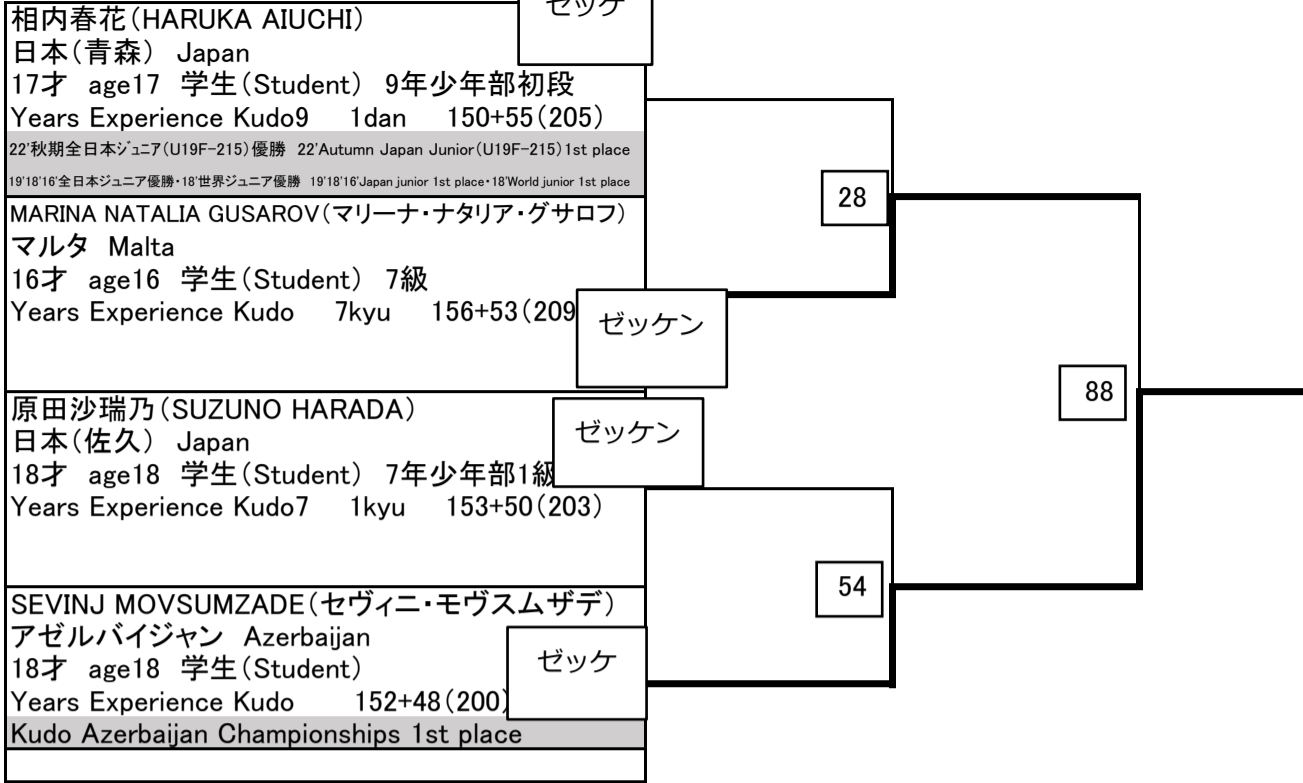 ゼッケ
相内春花(HARUKA AIUCHI)
日本(青森) Japan
17才 age17 学生(Student) 9年少年部初段
Years Experience Kudo9 1dan 150+55(205)
22'秋期全日本ジュニア(U19F-215)優勝 22'Autumn Japan Junior(U19F-215)1st place
19'18'16'全日本ジュニア優勝・18'世界ジュニア優勝 19'18'16'Japan junior 1st place・18'World junior 1st place
28
MARINA NATALIA GUSAROV(マリーナ・ナタリア・グサロフ)
マルタ Malta
16才 age16 学生(Student) 7級
Years Experience Kudo 7kyu 156+53(209
ゼッケン
88
原田沙瑞乃(SUZUNO HARADA)
日本(佐久) Japan
ゼッケン
18才 age18 学生(Student) 7年少年部1級
Years Experience Kudo7 1kyu 153+50(203)
54
SEVINJ MOVSUMZADE(セヴィニ・モヴスムザデ)
アゼルバイジャン Azerbaijan
ゼッケ
18才 age18 学生(Student)
Years Experience Kudo 152+48(200)
Kudo Azerbaijan Championships 1st place